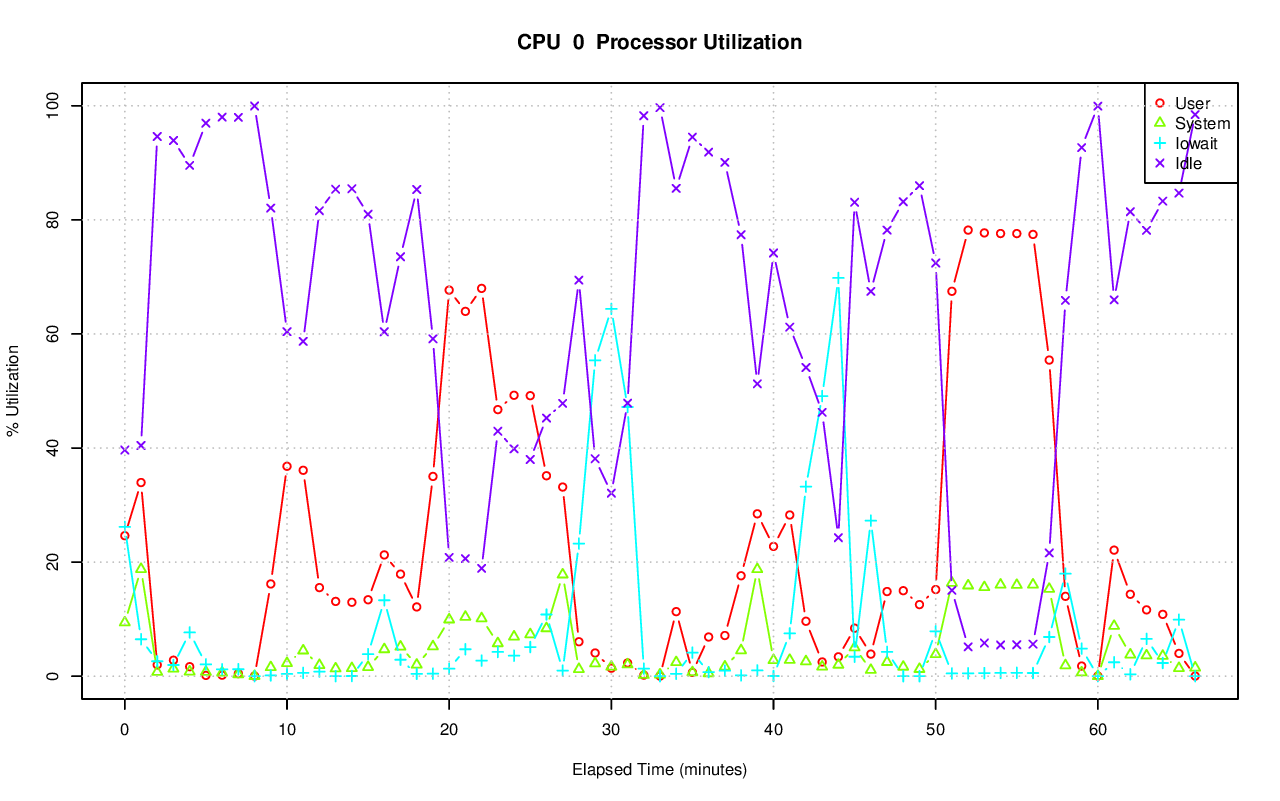 CPU  0  Processor Utilization
User
System
Iowait
Idle
% Utilization
100
80
60
40
20
0
0 10 20 30 40 50 60
Elapsed Time (minutes)